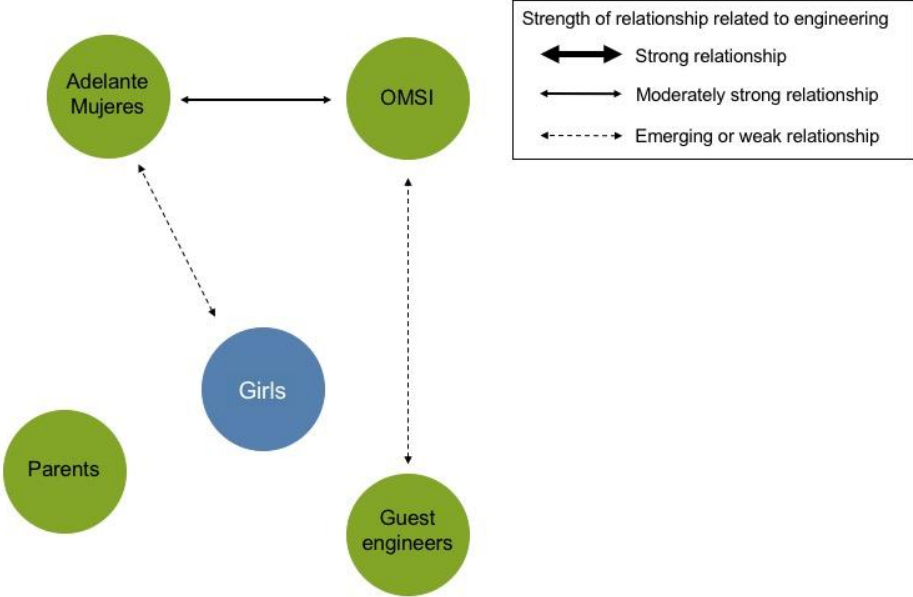 Strength of relationship related to engineering
Strong relationship
Moderately strong relationship
Emerging or weak relationship
Adelante
Mujeres
OMSI
Girls
Parents
Guest
engineers